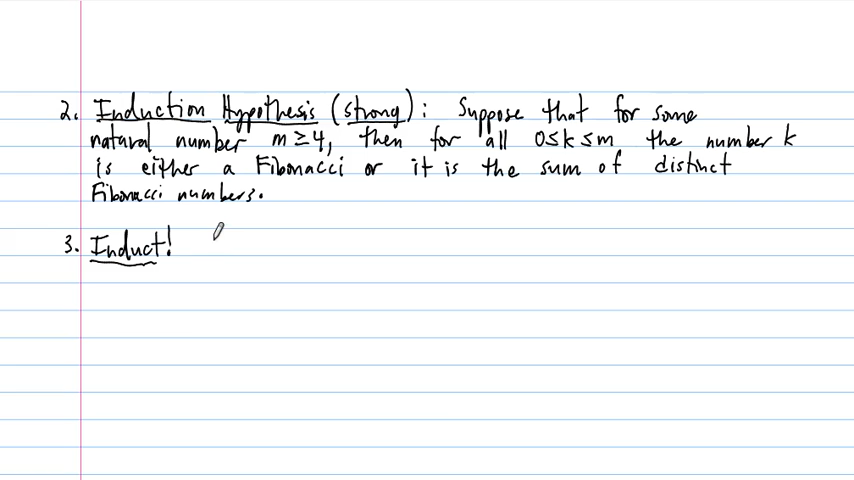 2. Induction Hypothesis (strong): Suppose that for some
natural number m ≥ 4, then for all 0 ≤ k ≤ m the number k
is either a Fibonacci or it is the sum of distinct
Fibonacci numbers.
3. Induct!